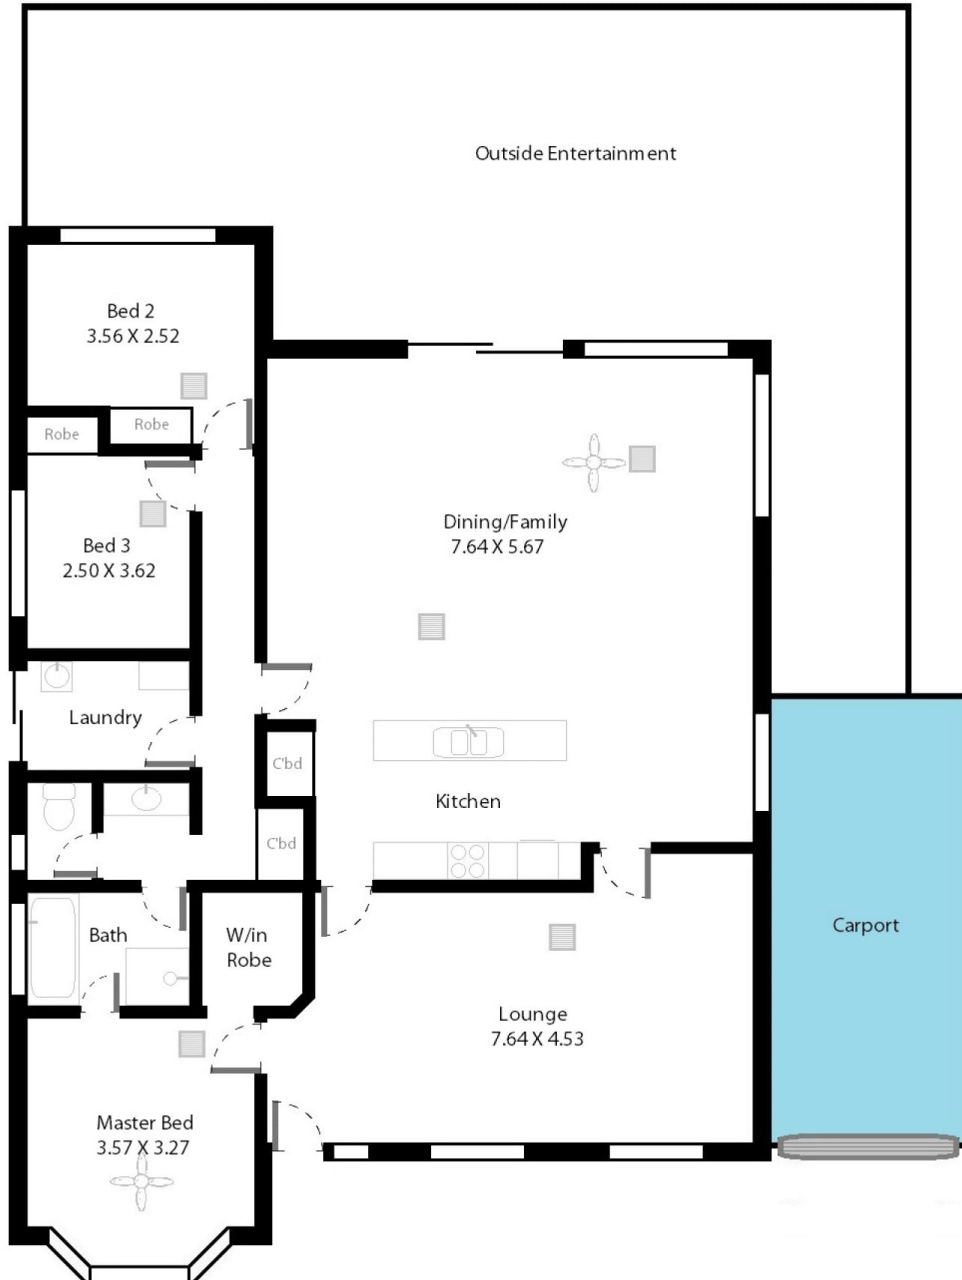 Outside Entertainment
Bed 2
3.56 X 2.52
Robe
Robe
Bed 3
2.50 X 3.62
Dining/Family
7.64 X 5.67
Laundry
C'bd
Kitchen
C'bd
Bath
W/in
Robe
Carport
Lounge
7.64 X 4.53
Master Bed
3.57 X 3.27